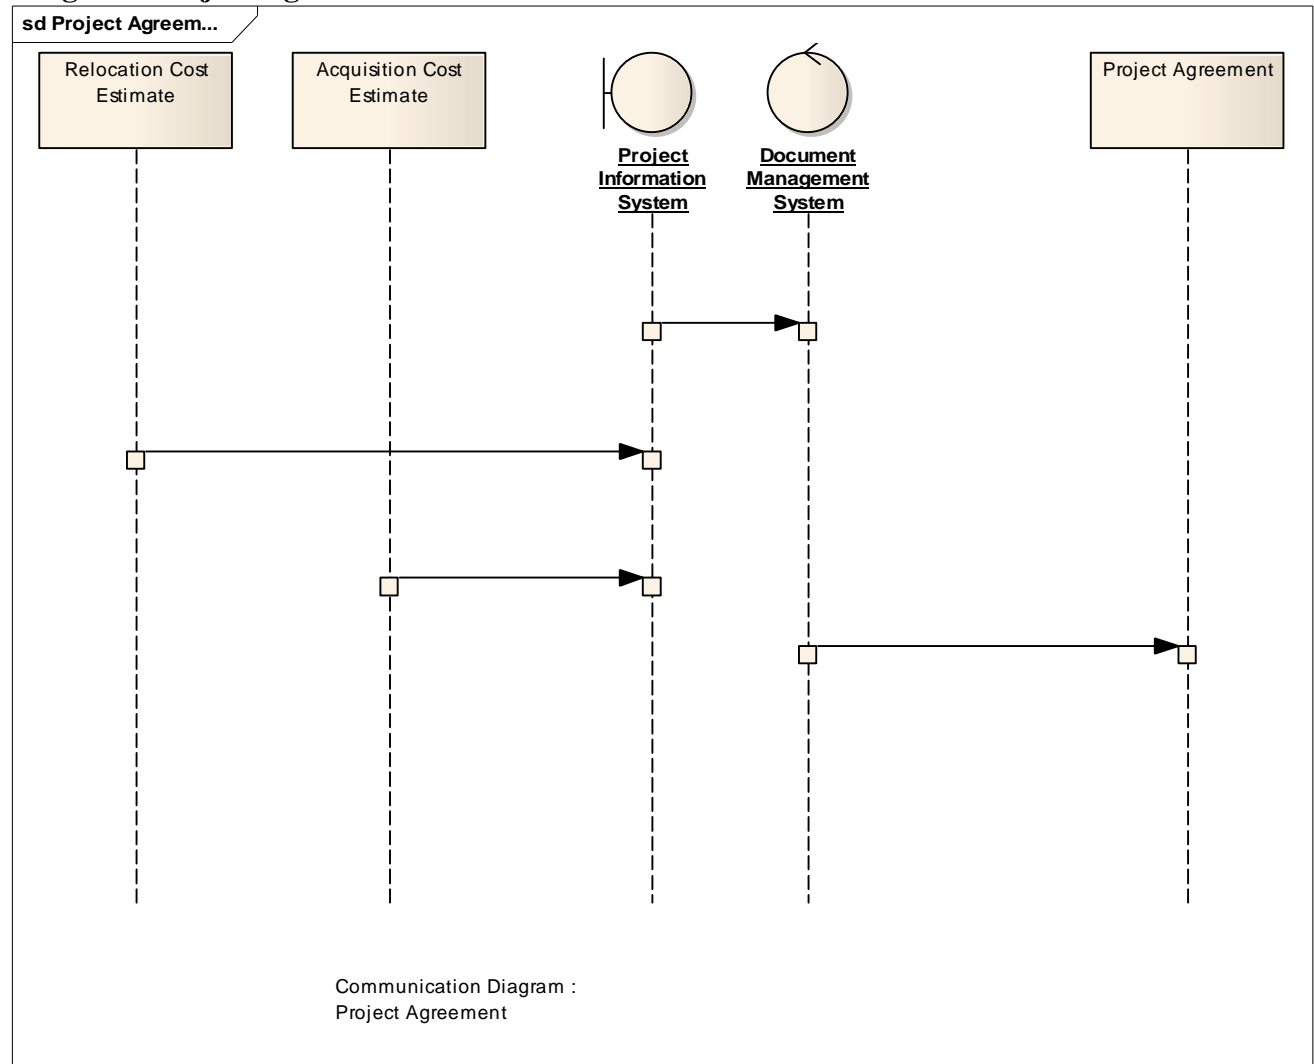 sd Project Agreem...
Relocation Cost
Estimate
Acquisition Cost
Estimate
Project
Information
System
Document
Management
System
Project Agreement
Communication Diagram :
Project Agreement